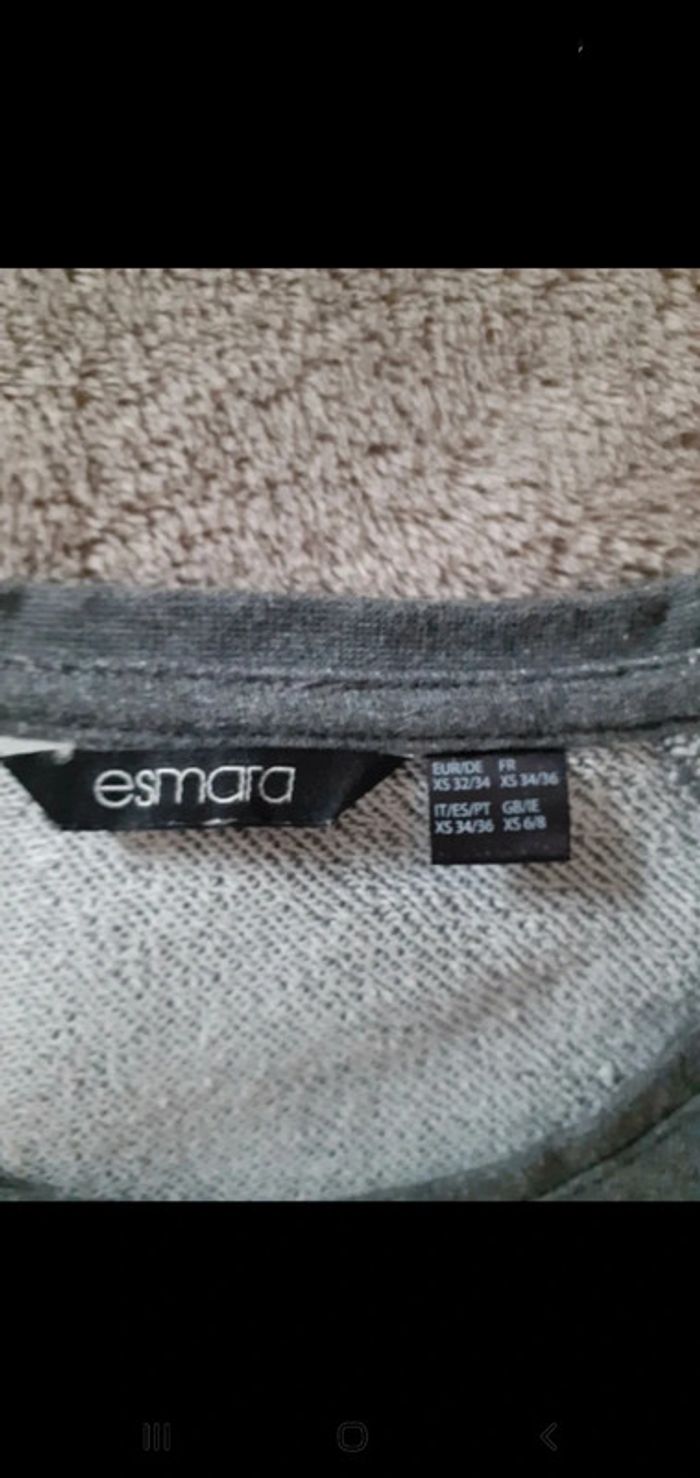 esmara
EUR/DE FR
XS 32/34 XS 34/36
IT/ES/PT GB/IE
XS 34/36 XS 6/8